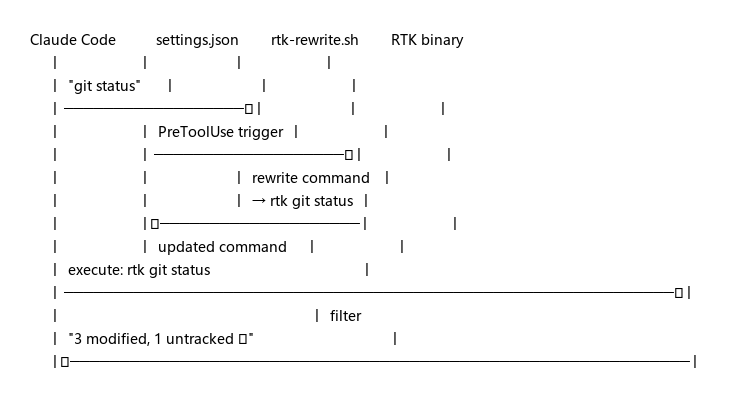 Claude Code settings.json rtk-rewrite.sh RTK binary
| | | |
| "git status" | | |
| ─────────────────────▯ | | |
| | PreToolUse trigger | |
| | ──────────────────────▯ | |
| | | rewrite command |
| | | → rtk git status |
| | ▯─────────────────────── | |
| | updated command | |
| execute: rtk git status |
| ──────────────────────────────────────────────────────────────────────▯ |
| | filter
| "3 modified, 1 untracked ▯" |
| ▯────────────────────────────────────────────────────────────────────── |